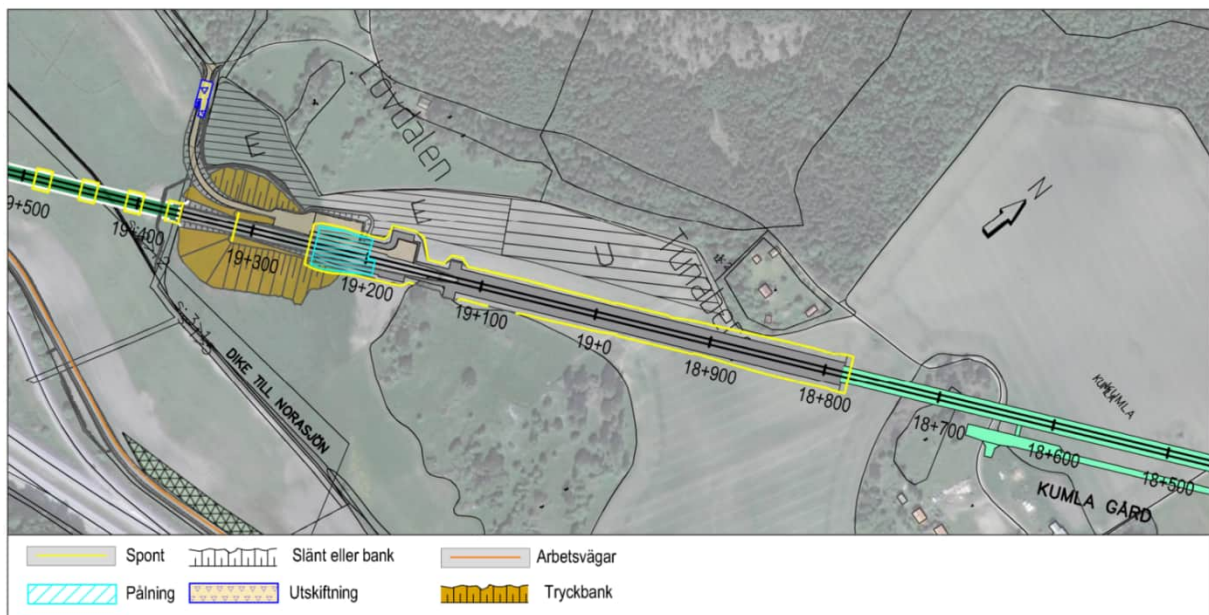 Lövdalen
E
E
U
N
19+500
19+400
19+300
19+200
19+100
19+0
18+900
18+800
18+700
18+600
18+500
DIKE TILL NORASJÖN
KUMLA
KUMLA GÅRD
Spont
Slänt eller bank
Arbetsvägar
Pålning
Utskiftning
Tryckbank